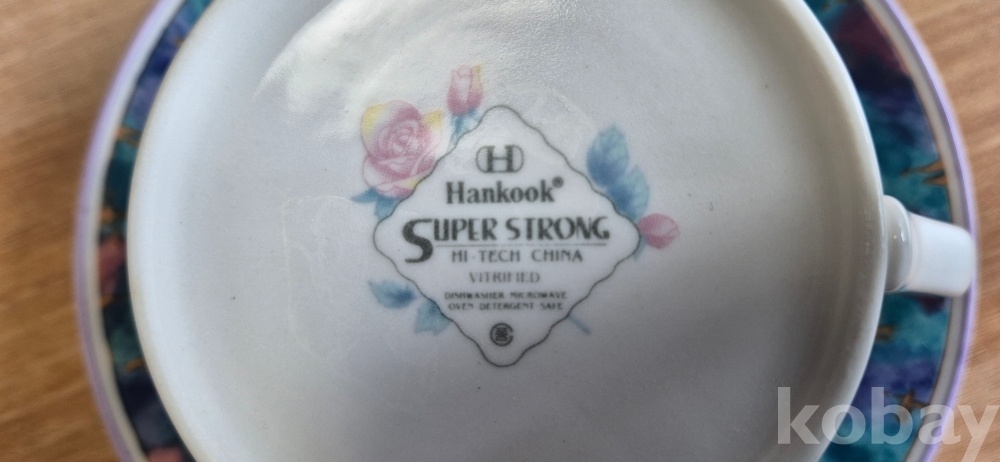 H
Hankook®
SUPER STRONG
HI-TECH CHINA
VITRIFIED
DISHWASHER MICROWAVE
OVEN DETERGENT SAFE
kobay